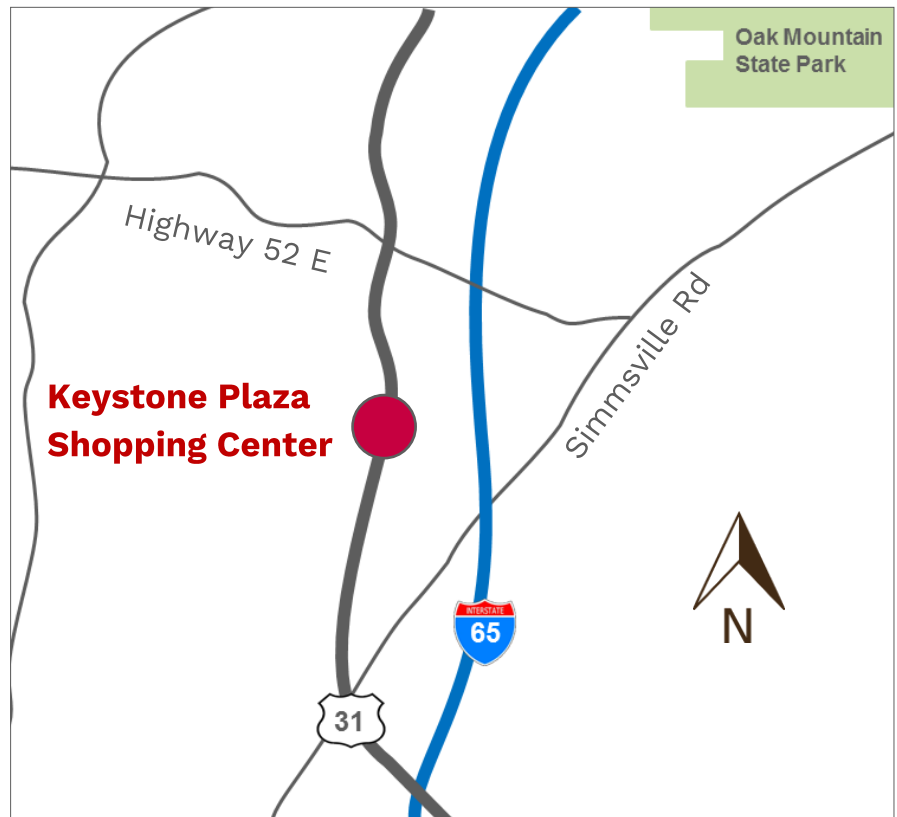 Oak Mountain
State Park
Highway 52 E
Simmsville Rd
Keystone Plaza
Shopping Center
INTERSTATE
65
N
31